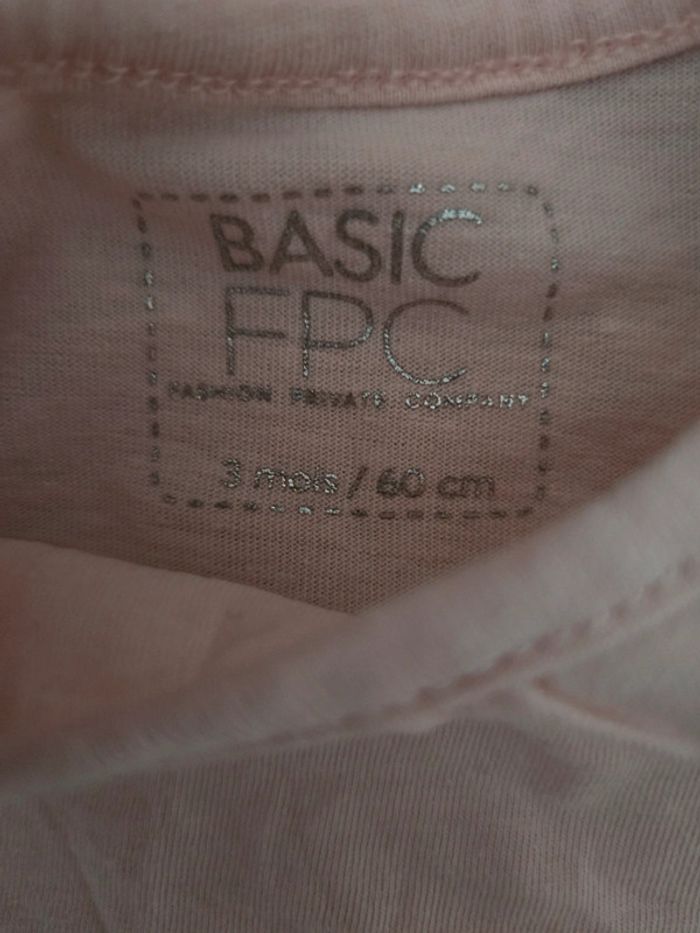 BASIC
FPC
FASHION PRIVATE COMPANY
3 mois / 60 cm